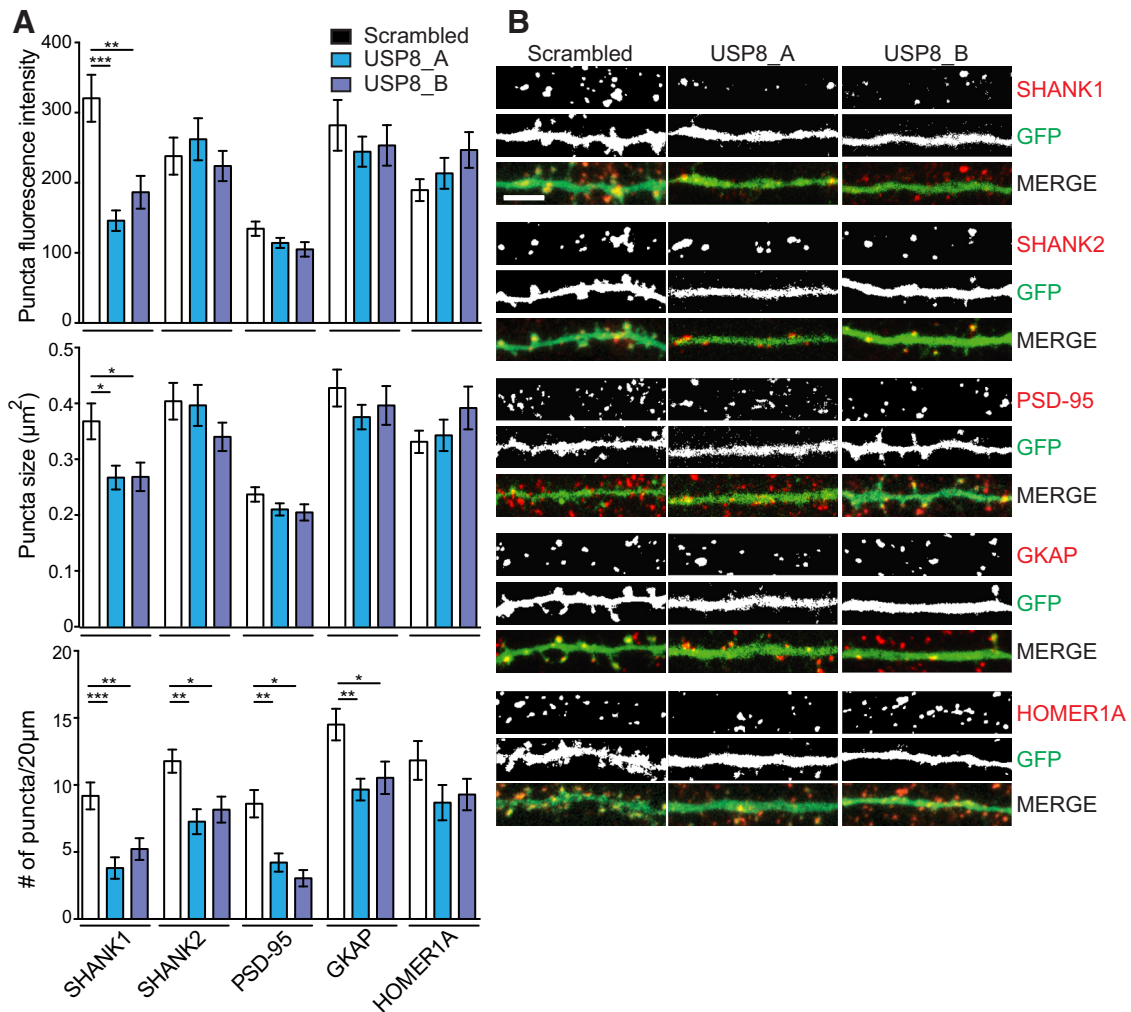 A
Scrambled
USP8_A
USP8_B
Puncta fluorescence intensity
400
300
200
100
0
**
***
Puncta size (µm²)
0.5
0.4
0.3
0.2
0.1
0
*
*
# of puncta/20µm
20
15
10
5
0
**
***
*
**
*
**
*
**
SHANK1
SHANK2
PSD-95
GKAP
HOMER1A
B
Scrambled USP8_A USP8_B
SHANK1
GFP
MERGE
SHANK2
GFP
MERGE
PSD-95
GFP
MERGE
GKAP
GFP
MERGE
HOMER1A
GFP
MERGE